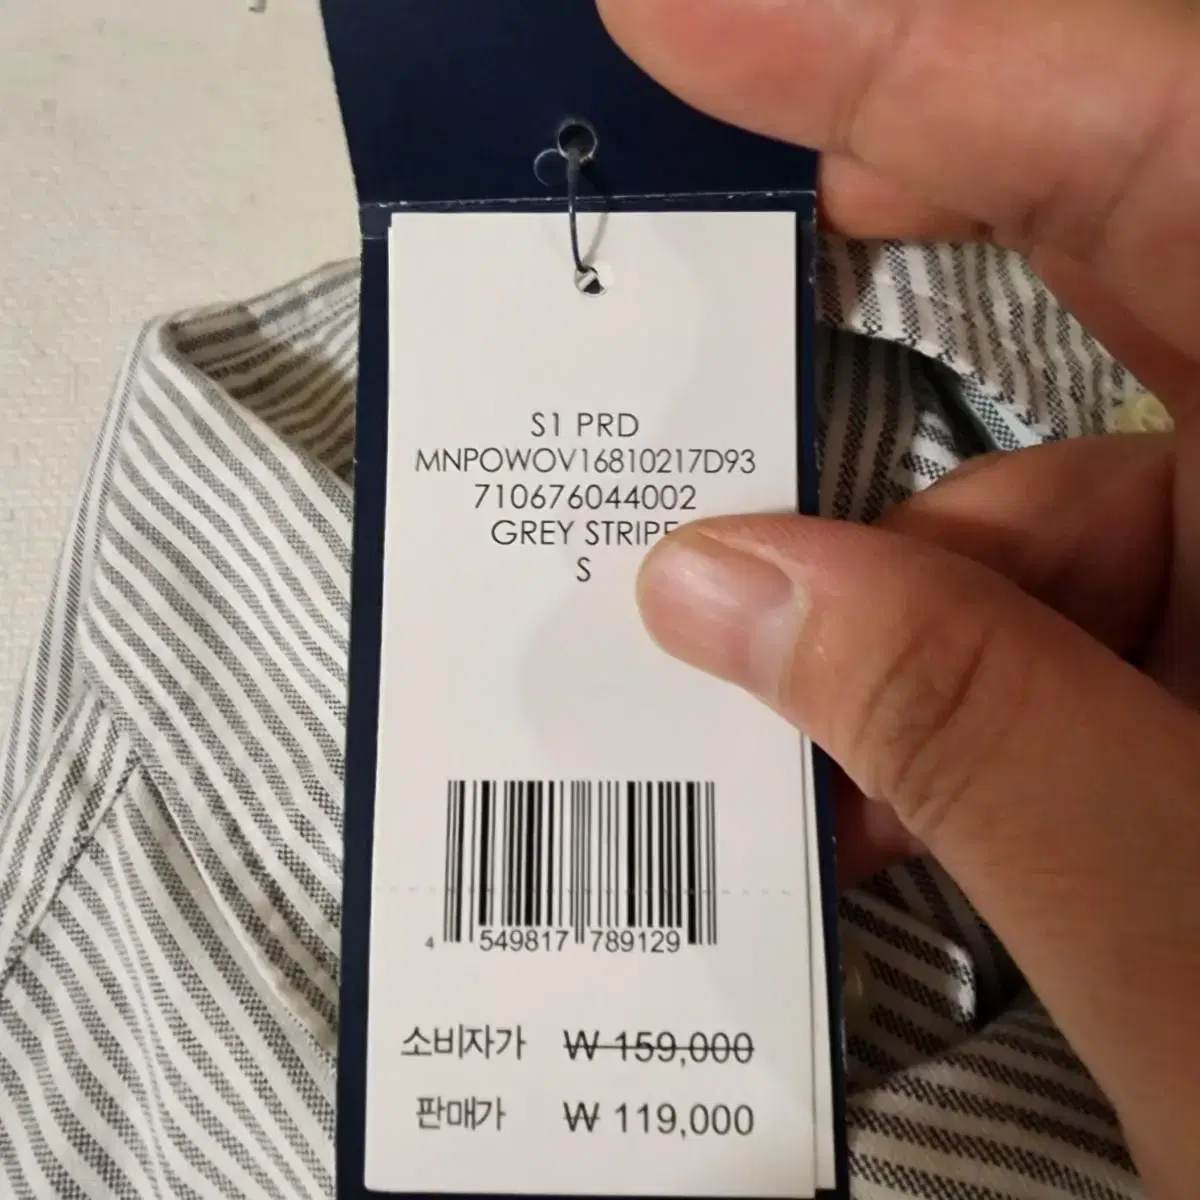 S1 PRD
MNPOWOV16810217D93
710676044002
GREY STRIPE
S
4 549817 789129
소비자가 ₩ 159,000
판매가 ₩ 119,000